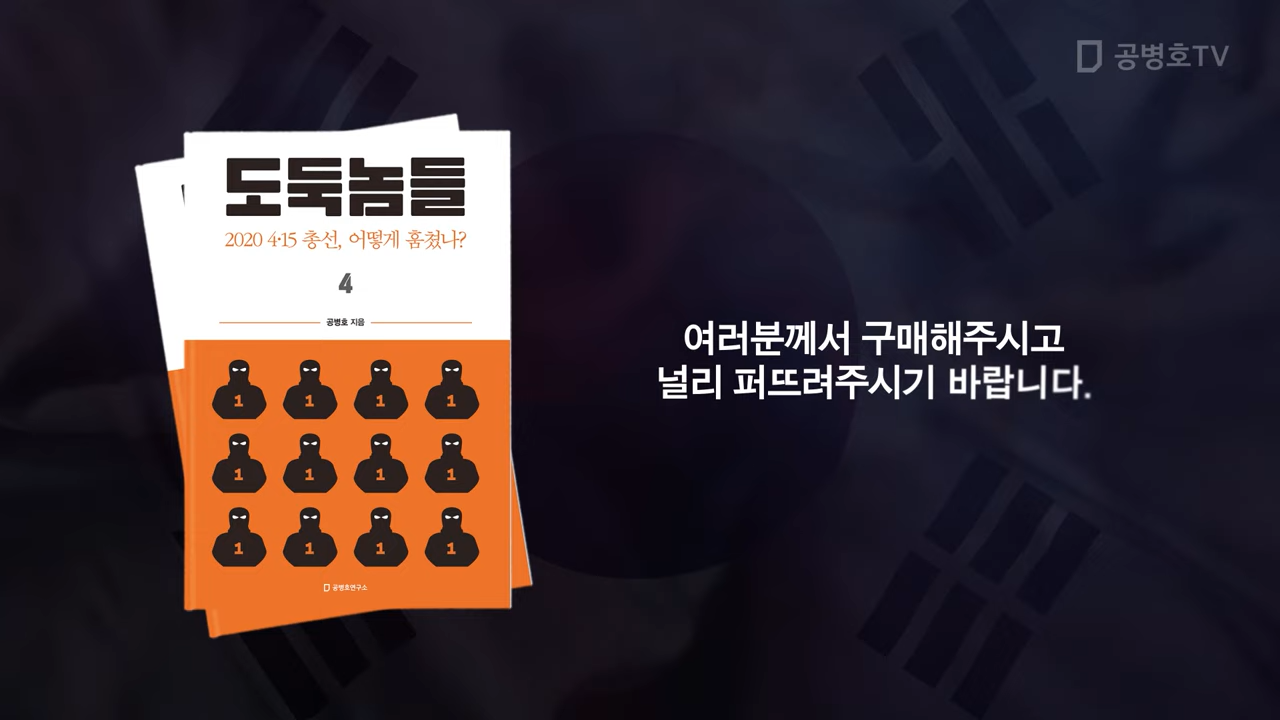 공병호TV
도둑놈들
2020 4·15 총선, 어떻게 훔쳤나?
4
공병호 지음
1 1 1 1
1 1 1 1
1 1 1 1
공병호연구소
여러분께서 구매해주시고
널리 퍼뜨려주시기 바랍니다.